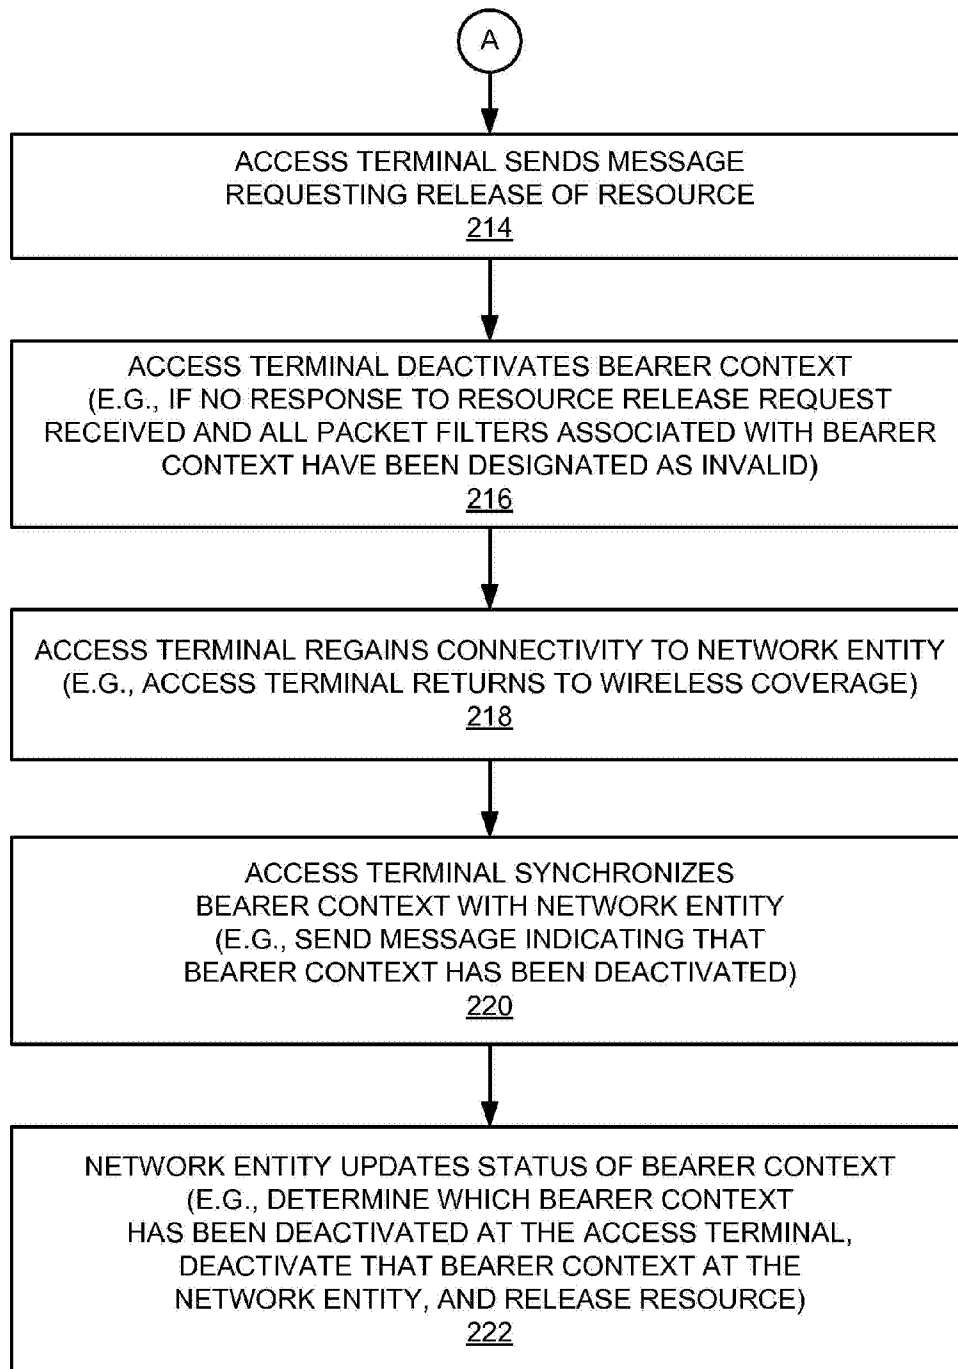 A
ACCESS TERMINAL SENDS MESSAGE
REQUESTING RELEASE OF RESOURCE
214
ACCESS TERMINAL DEACTIVATES BEARER CONTEXT
(E.G., IF NO RESPONSE TO RESOURCE RELEASE REQUEST
RECEIVED AND ALL PACKET FILTERS ASSOCIATED WITH BEARER
CONTEXT HAVE BEEN DESIGNATED AS INVALID)
216
ACCESS TERMINAL REGAINS CONNECTIVITY TO NETWORK ENTITY
(E.G., ACCESS TERMINAL RETURNS TO WIRELESS COVERAGE)
218
ACCESS TERMINAL SYNCHRONIZES
BEARER CONTEXT WITH NETWORK ENTITY
(E.G., SEND MESSAGE INDICATING THAT
BEARER CONTEXT HAS BEEN DEACTIVATED)
220
NETWORK ENTITY UPDATES STATUS OF BEARER CONTEXT
(E.G., DETERMINE WHICH BEARER CONTEXT
HAS BEEN DEACTIVATED AT THE ACCESS TERMINAL,
DEACTIVATE THAT BEARER CONTEXT AT THE
NETWORK ENTITY, AND RELEASE RESOURCE)
222